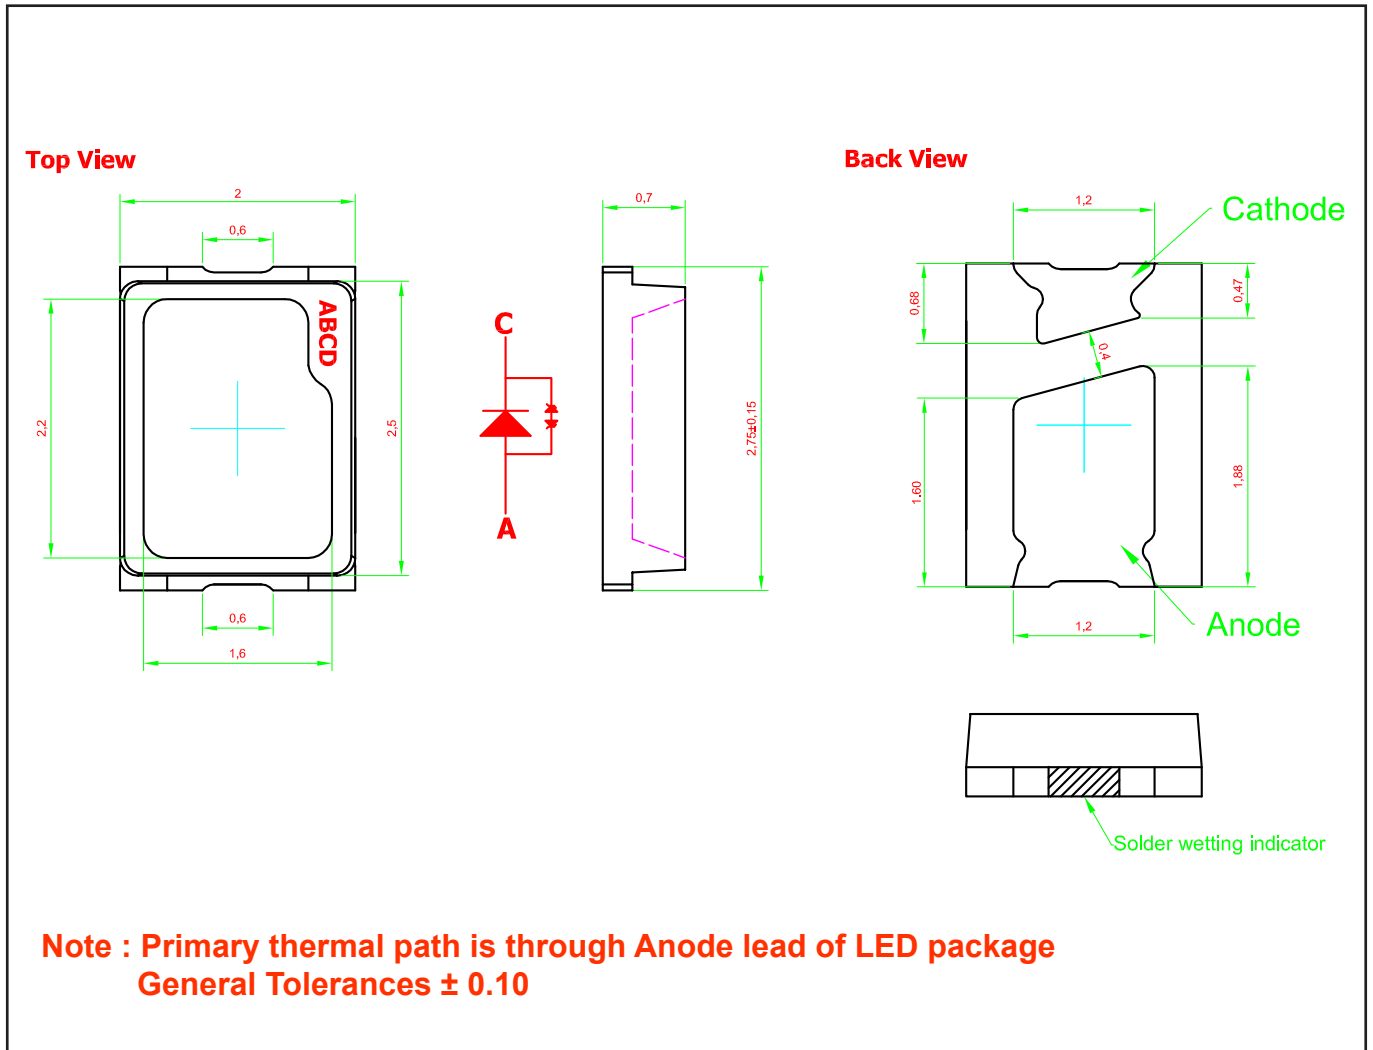 Top View
Back View
2
0,6
ABCD
2,2
2,5
0,6
1,6
C
A
0,7
2,75±0,15
1,2
Cathode
0,68
0,47
0,4
1.60
1,88
1,2
Anode
Solder wetting indicator
Note : Primary thermal path is through Anode lead of LED package
General Tolerances ± 0.10